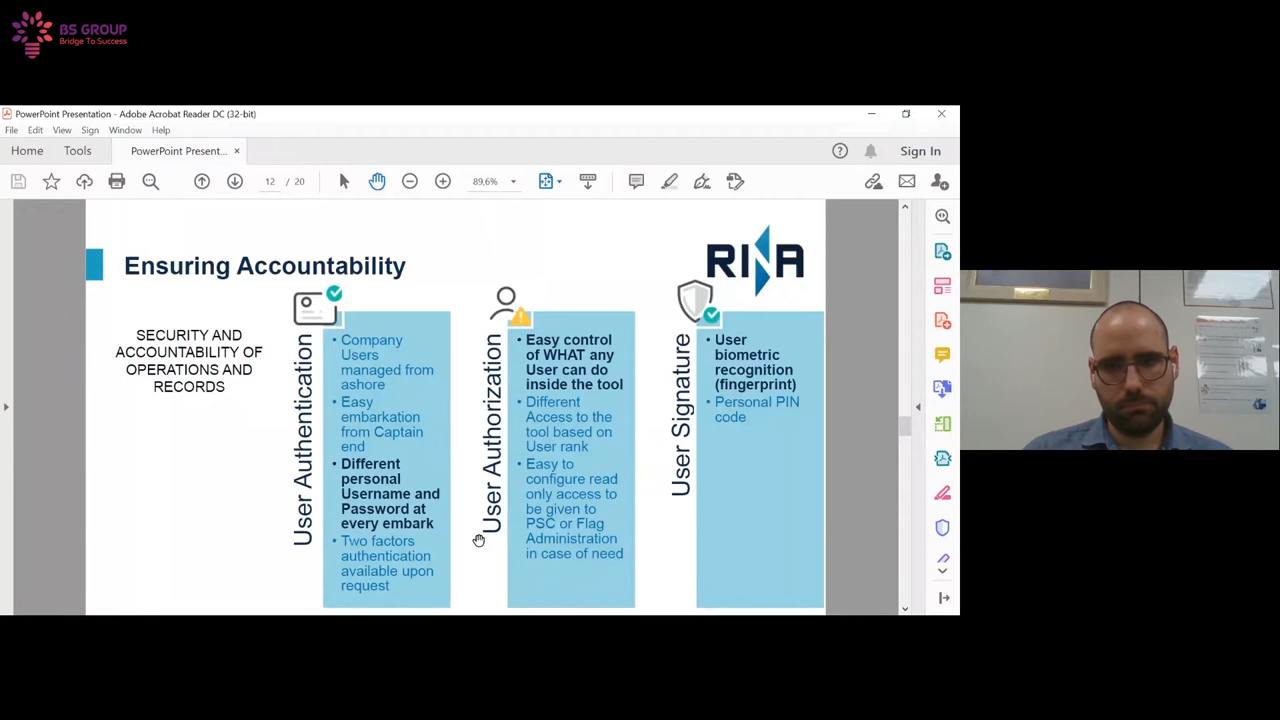 BS GROUP
Bridge To Success
PowerPoint Presentation - Adobe Acrobat Reader DC (32-bit)
File Edit View Sign Window Help
Home Tools PowerPoint Present... × Sign In
12 / 20 89,6%
Ensuring Accountability
RINA
SECURITY AND
ACCOUNTABILITY OF
OPERATIONS AND
RECORDS
User Authentication
• Company
Users
managed from
ashore
• Easy
embarkation
from Captain
end
• Different
personal
Username and
Password at
every embark
• Two factors
authentication
available upon
request
User Authorization
• Easy control
of WHAT any
User can do
inside the tool
• Different
Access to the
tool based on
User rank
• Easy to
configure read
only access to
be given to
PSC or Flag
Administration
in case of need
User Signature
• User
biometric
recognition
(fingerprint)
• Personal PIN
code